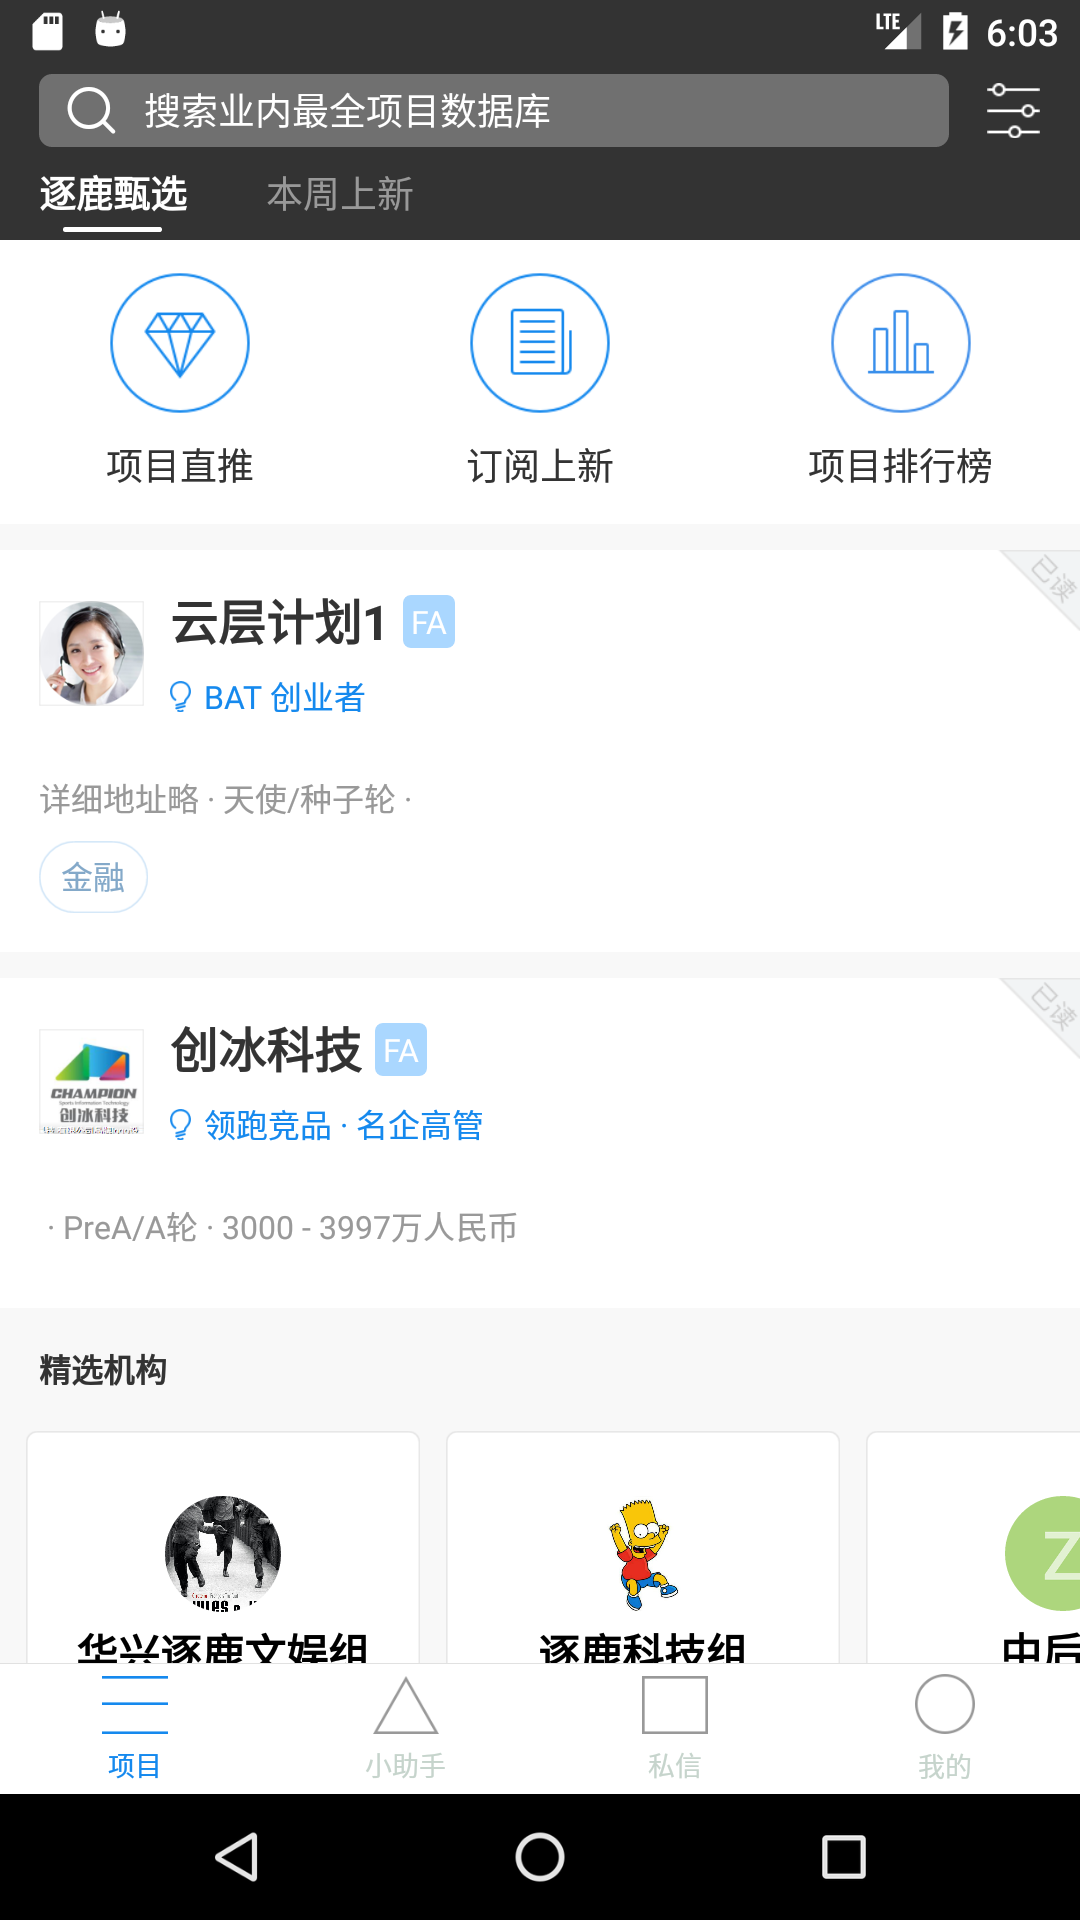 LTE 6:03
搜索业内最全项目数据库
逐鹿甄选 本周上新
项目直推 订阅上新 项目排行榜
已读
云层计划1 FA
BAT 创业者
详细地址略 · 天使/种子轮 ·
金融
已读
创冰科技 FA
CHAMPION
Sports Information Technology
创冰科技
领跑竞品 · 名企高管
· PreA/A轮 · 3000 - 3997万人民币
精选机构
Z
华兴逐鹿文娱组 逐鹿科技组 中后
项目 小助手 私信 我的